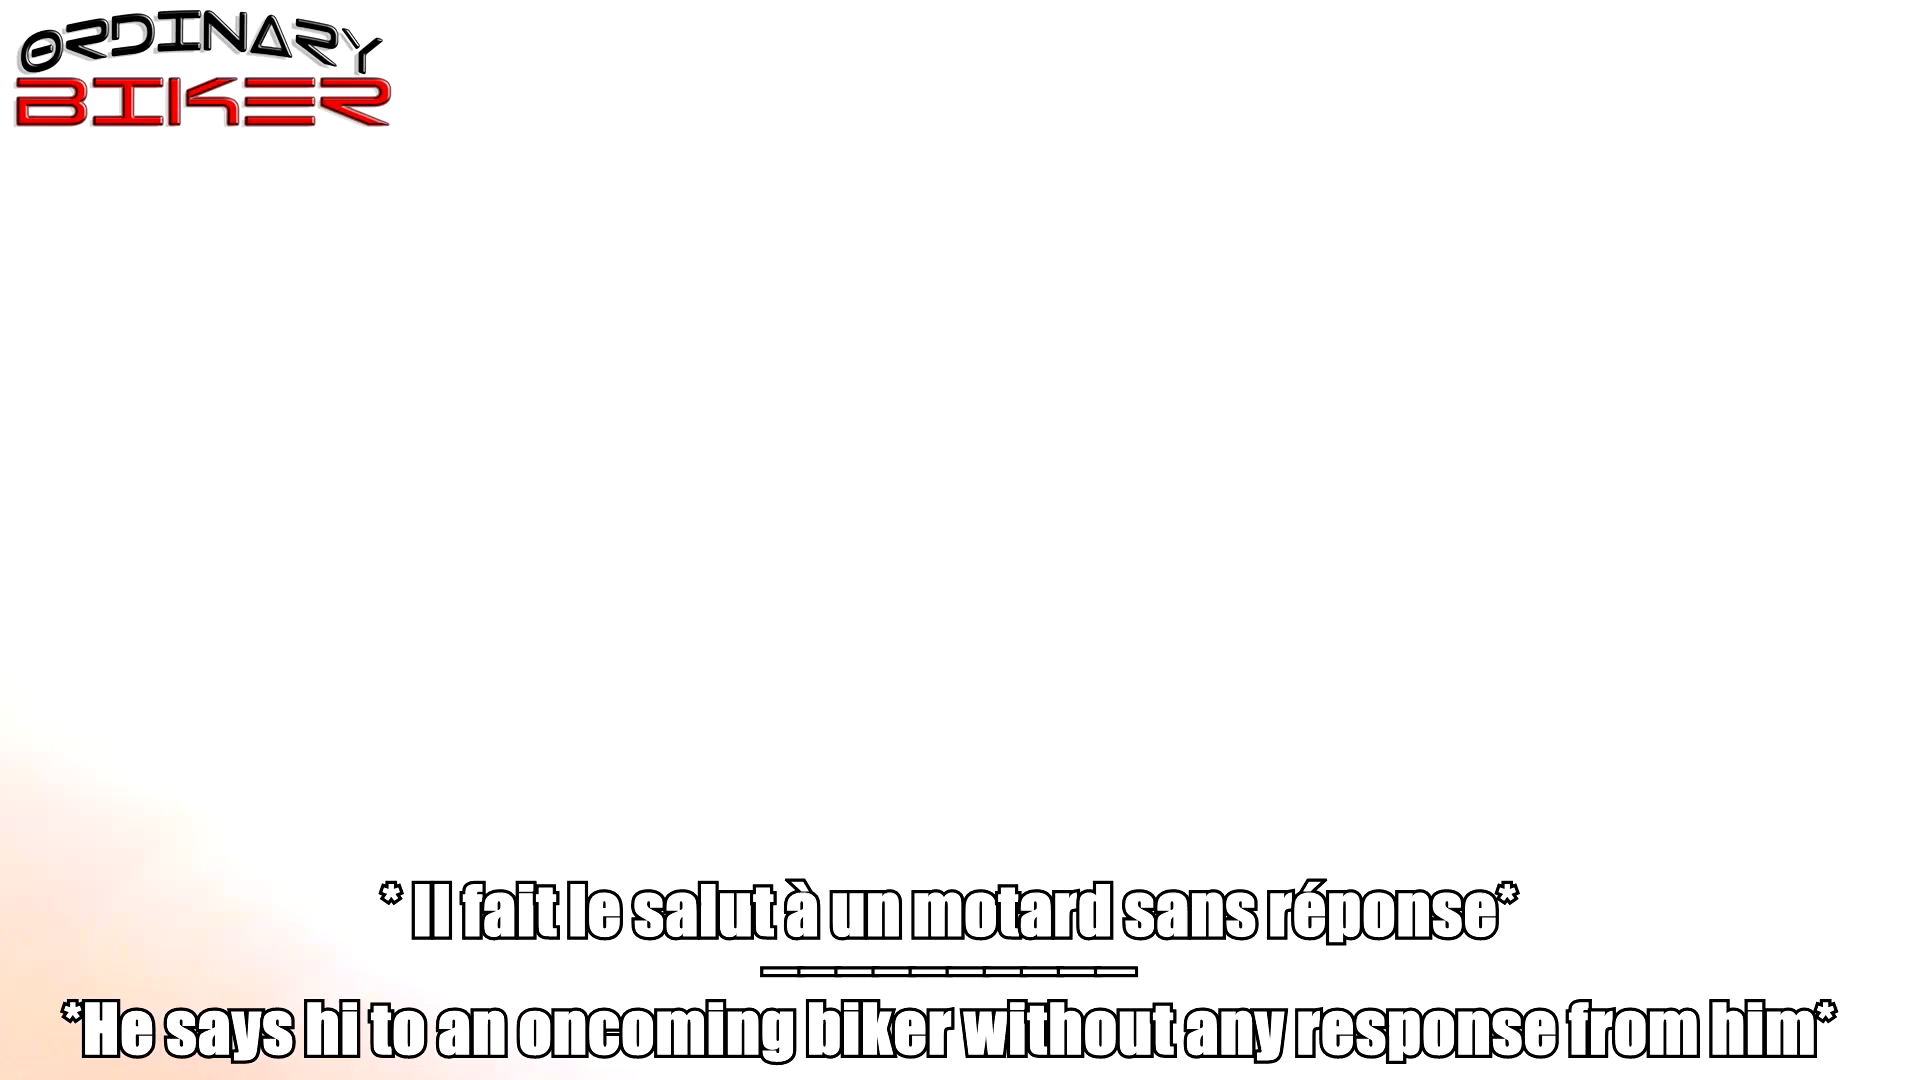 ORDINARY
BIKER
* Il fait le salut à un motard sans réponse*
__________
*He says hi to an oncoming biker without any response from him*